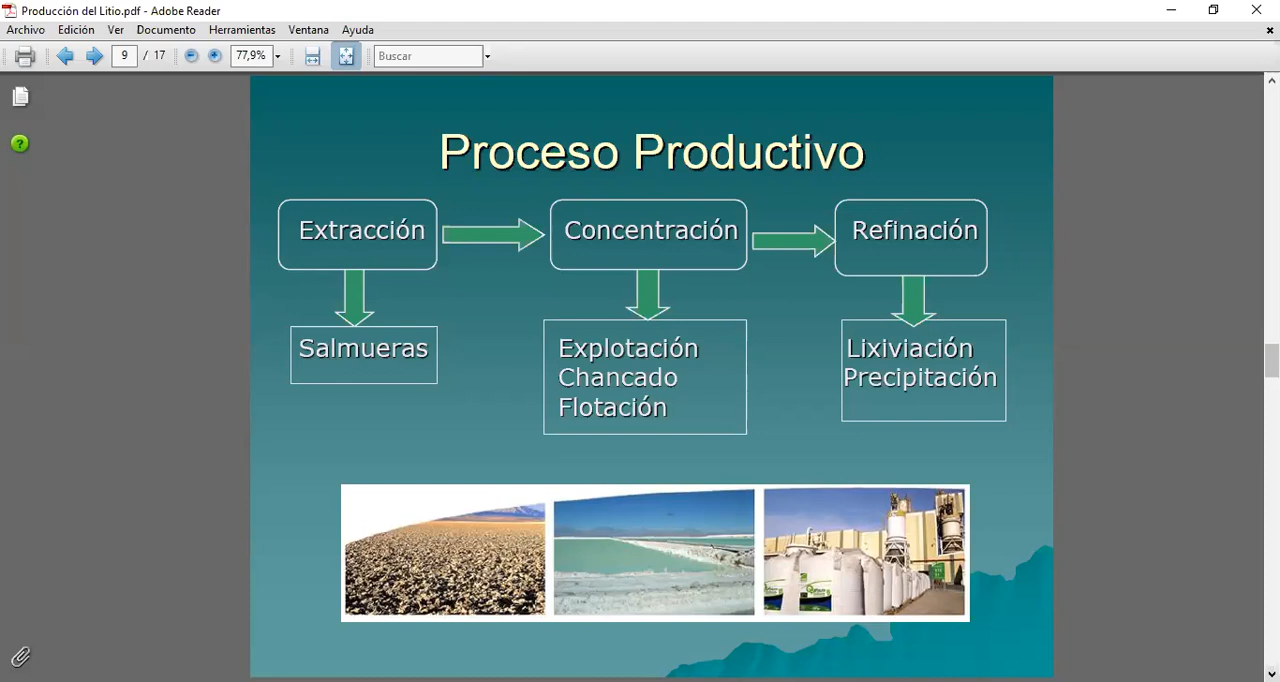 Producción del Litio.pdf - Adobe Reader
Archivo Edición Ver Documento Herramientas Ventana Ayuda
9 / 17 77,9% Buscar
Proceso Productivo
Extracción
Concentración
Refinación
Salmueras
Explotación
Chancado
Flotación
Lixiviación
Precipitación